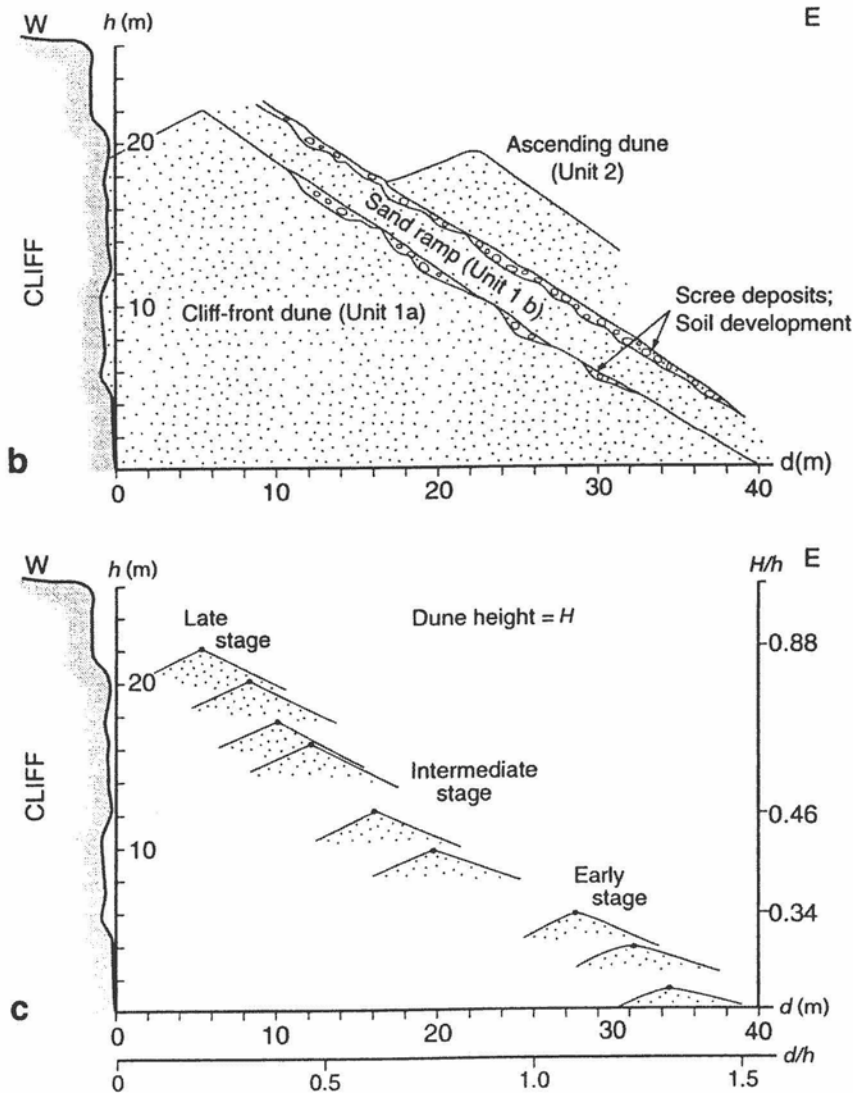 W
h (m)
E
20
Ascending dune
(Unit 2)
Sand ramp (Unit 1 b)
CLIFF
10
Cliff-front dune (Unit 1a)
Scree deposits;
Soil development
b
d(m)
0
10
20
30
40
W
h (m)
H/h
E
Late
stage
Dune height = H
0.88
20
CLIFF
Intermediate
stage
0.46
10
Early
stage
0.34
c
d (m)
0
10
20
30
40
d/h
0
0.5
1.0
1.5